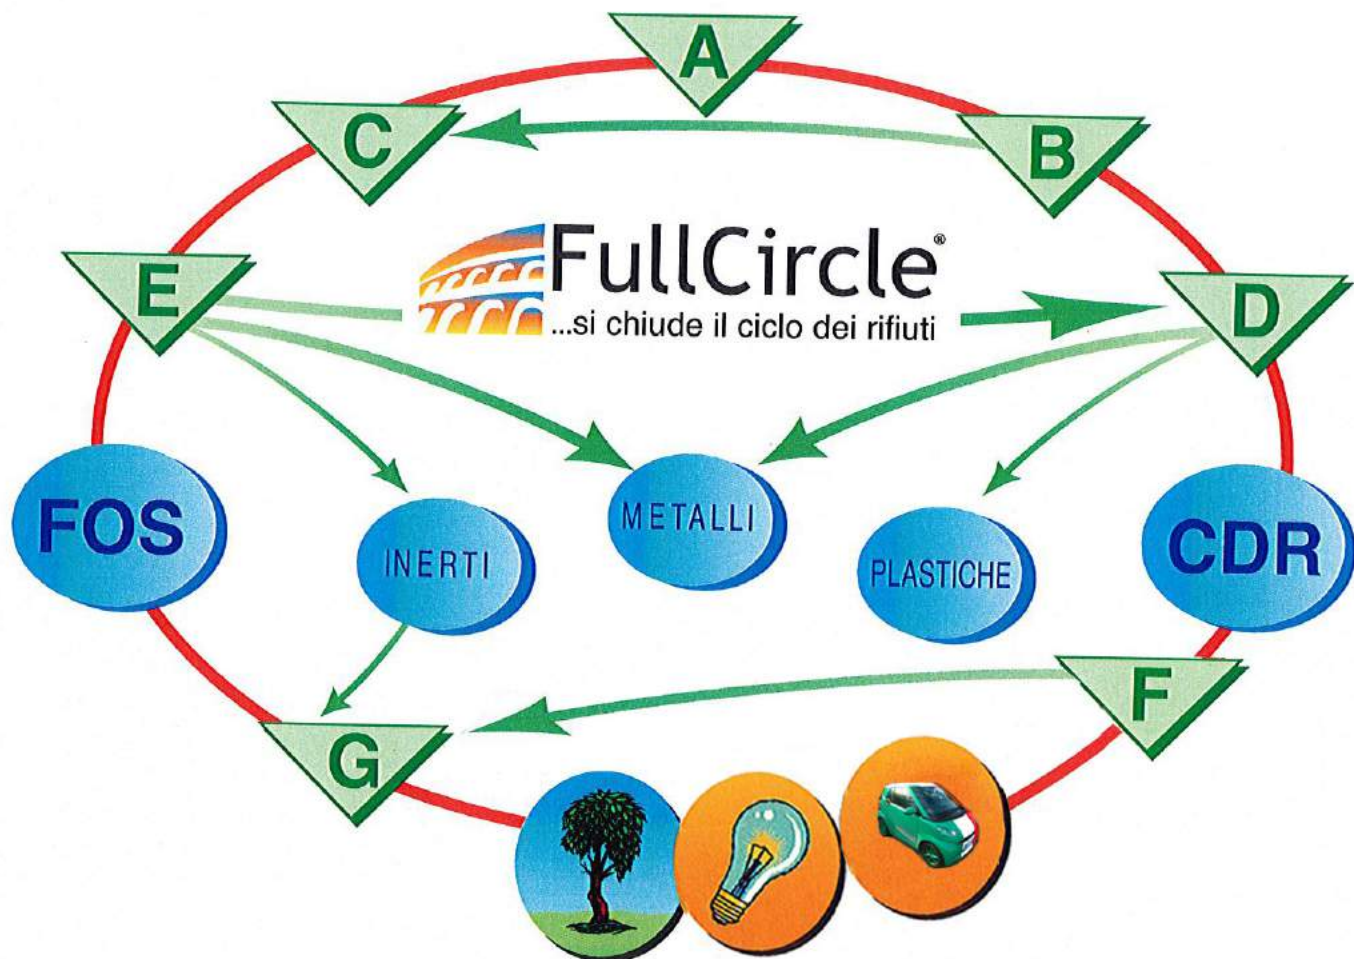 A
C
B
FullCircle®
E
D
...si chiude il ciclo dei rifiuti
FOS
METALLI
CDR
INERTI
PLASTICHE
F
G